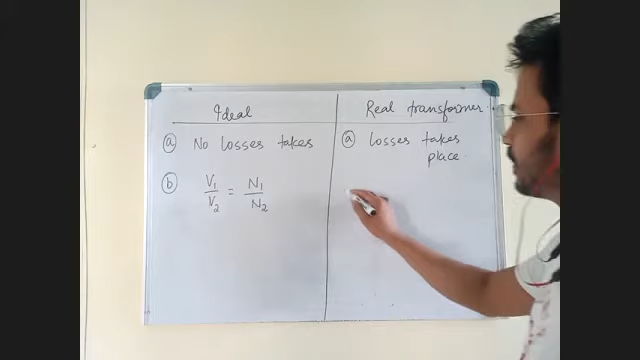 Ideal
Real transformer.
(a) No losses takes
(a) losses takes
place.
(b) V₁/V₂ = N₁/N₂